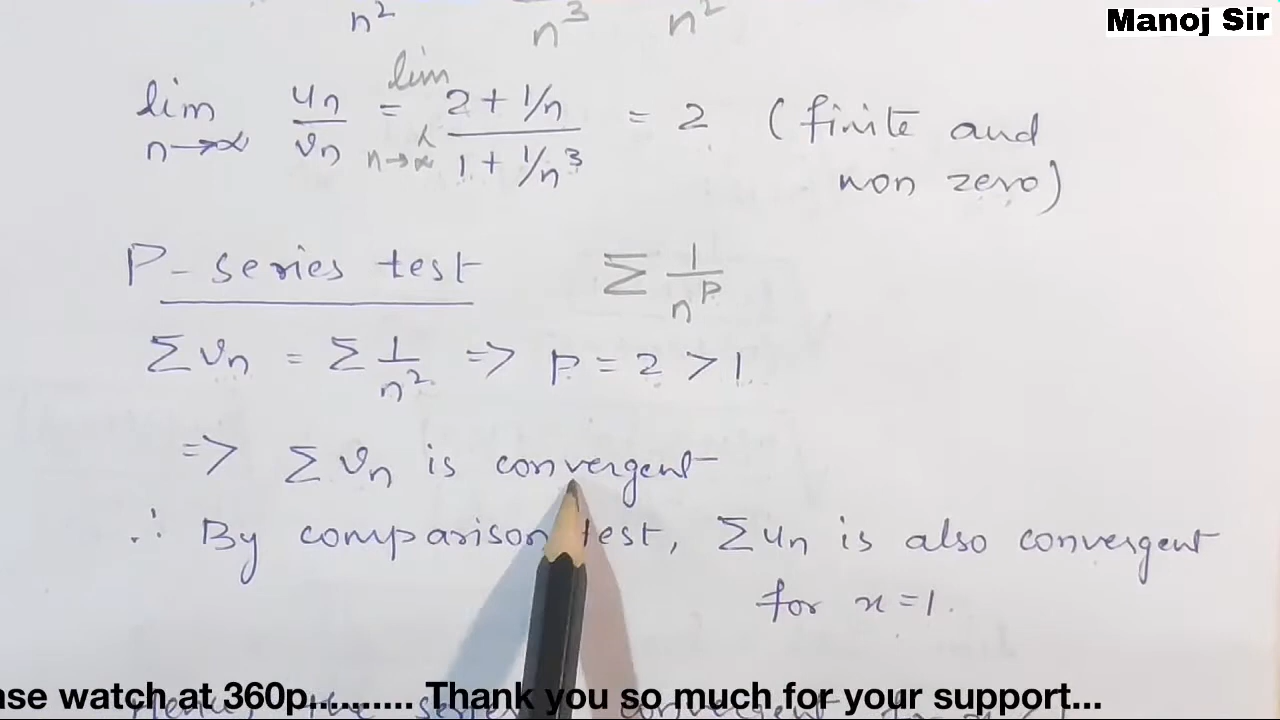 Manoj Sir
n² n³ n²
lim n→∞ un/vn = lim n→∞ (2 + 1/n)/(1 + 1/n³) = 2 (finite and
non zero)
P-series test Σ 1/n^p
Σ vn = Σ 1/n² => P = 2 > 1
=> Σ vn is convergent
∴ By comparison test, Σ un is also convergent
for x = 1.
ase watch at 360p.......... Thank you so much for your support...